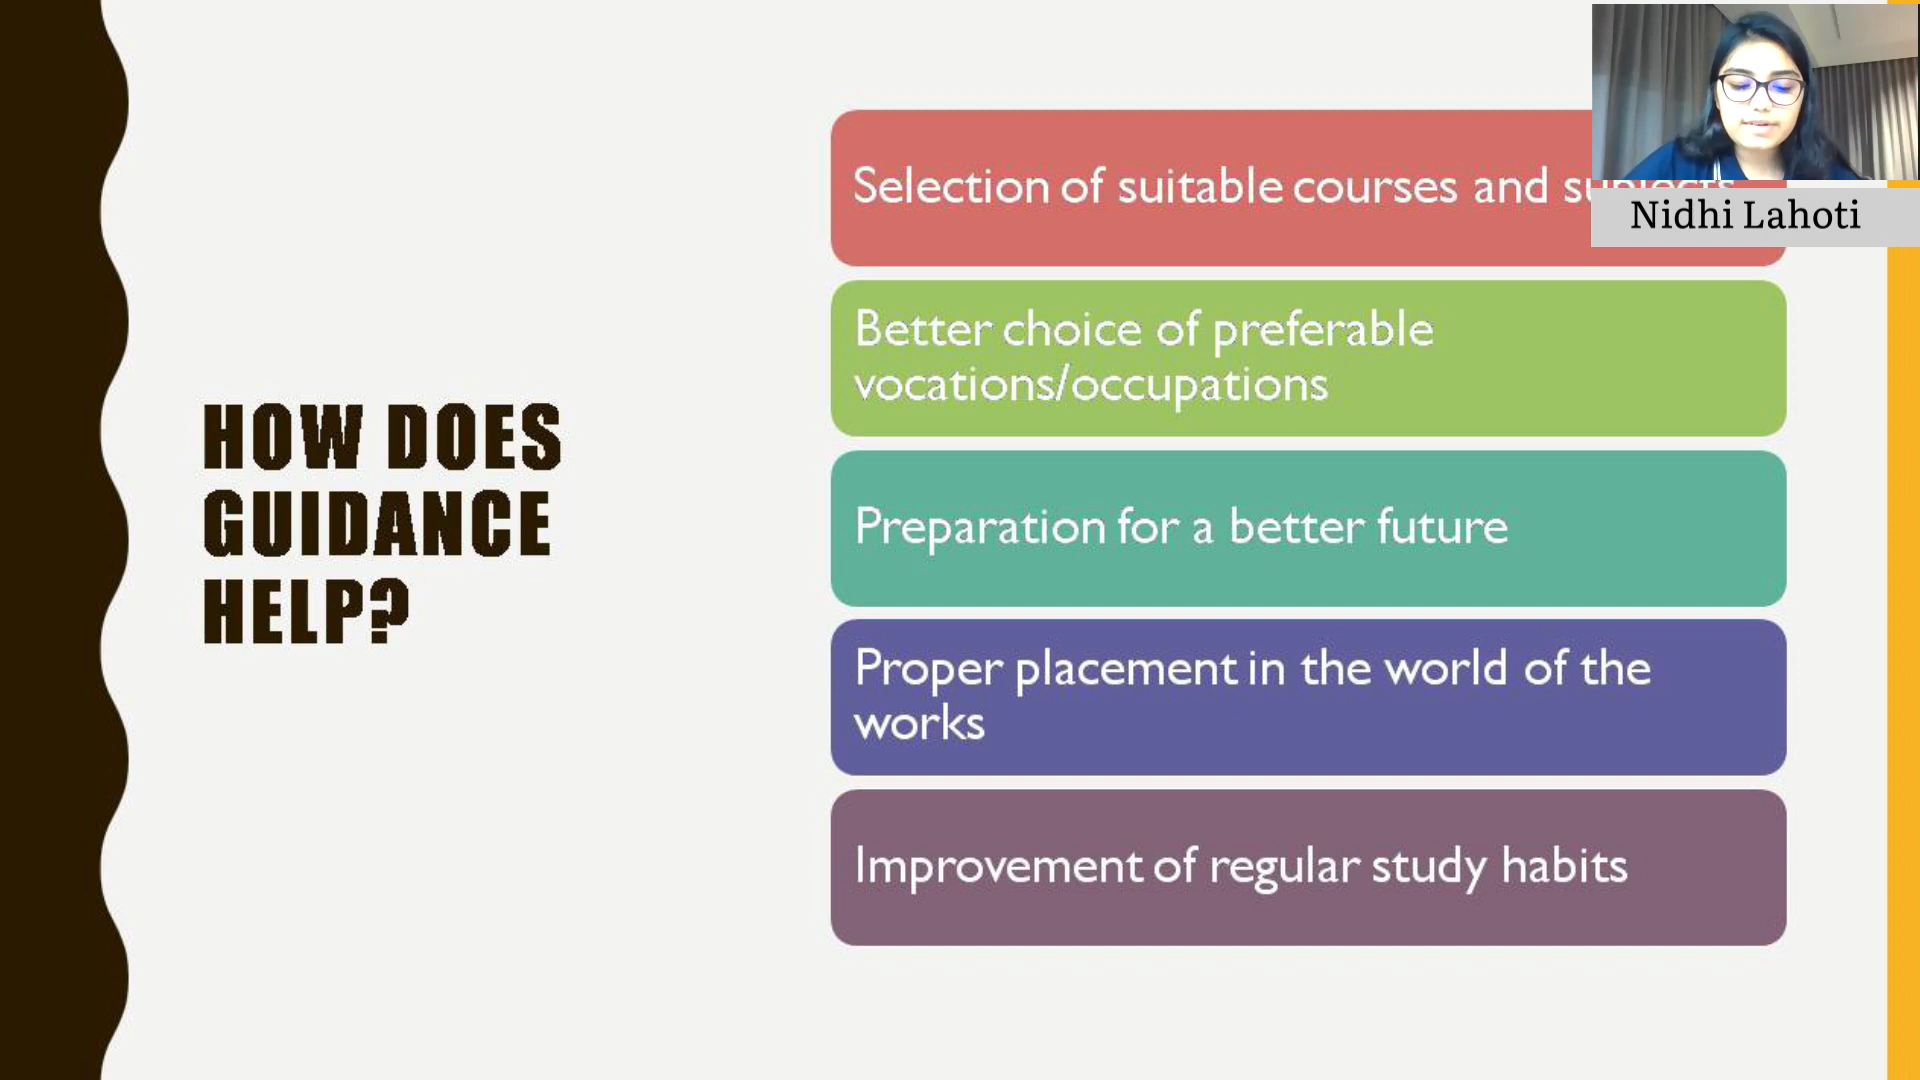 HOW DOES
GUIDANCE
HELP?
Selection of suitable courses and subjects
Nidhi Lahoti
Better choice of preferable
vocations/occupations
Preparation for a better future
Proper placement in the world of the
works
Improvement of regular study habits